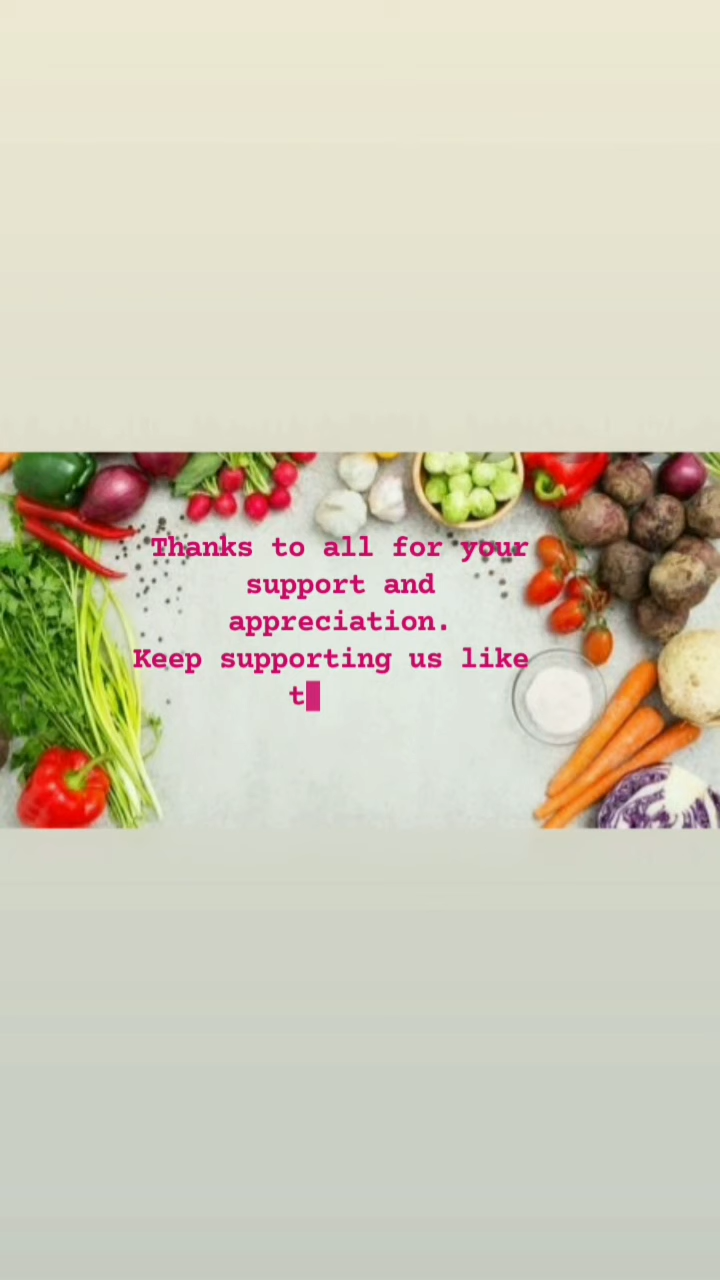 Thanks to all for your
support and
appreciation.
Keep supporting us like
t